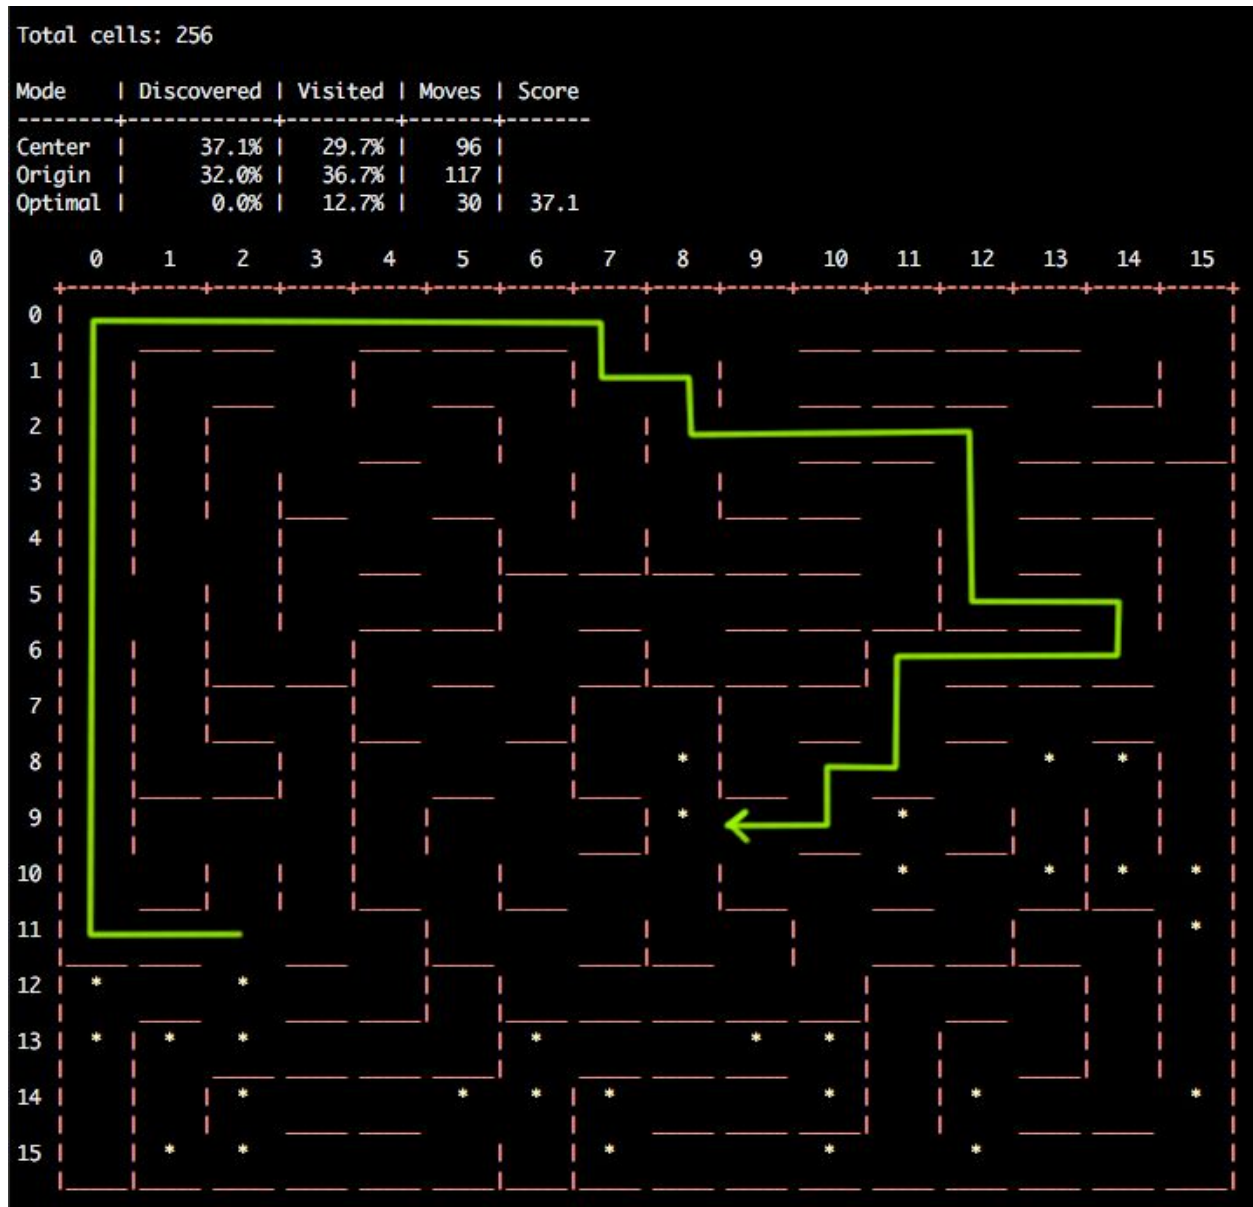 Total cells: 256
Mode | Discovered | Visited | Moves | Score
--------+------------+---------+-------+-------
Center | 37.1% | 29.7% | 96 |
Origin | 32.0% | 36.7% | 117 |
Optimal | 0.0% | 12.7% | 30 | 37.1
0 1 2 3 4 5 6 7 8 9 10 11 12 13 14 15
0
1
2
3
4
5
6
7
8 * * *
9 * *
10 * * * *
11 *
12 * *
13 * * * * * *
14 * * * * * * *
15 * * * * *